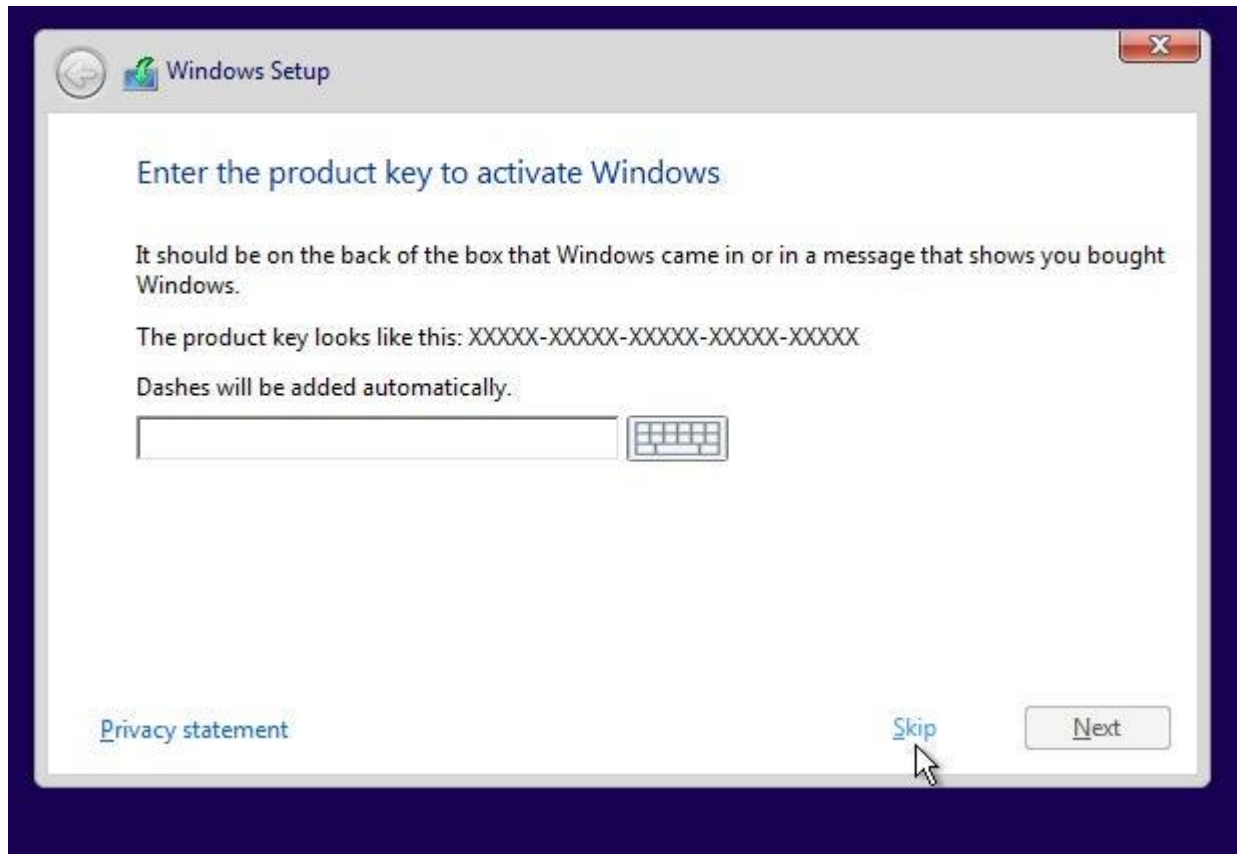 Windows Setup
Enter the product key to activate Windows
It should be on the back of the box that Windows came in or in a message that shows you bought
Windows.
The product key looks like this: XXXXX-XXXXX-XXXXX-XXXXX-XXXXX
Dashes will be added automatically.
Privacy statement
Skip
Next